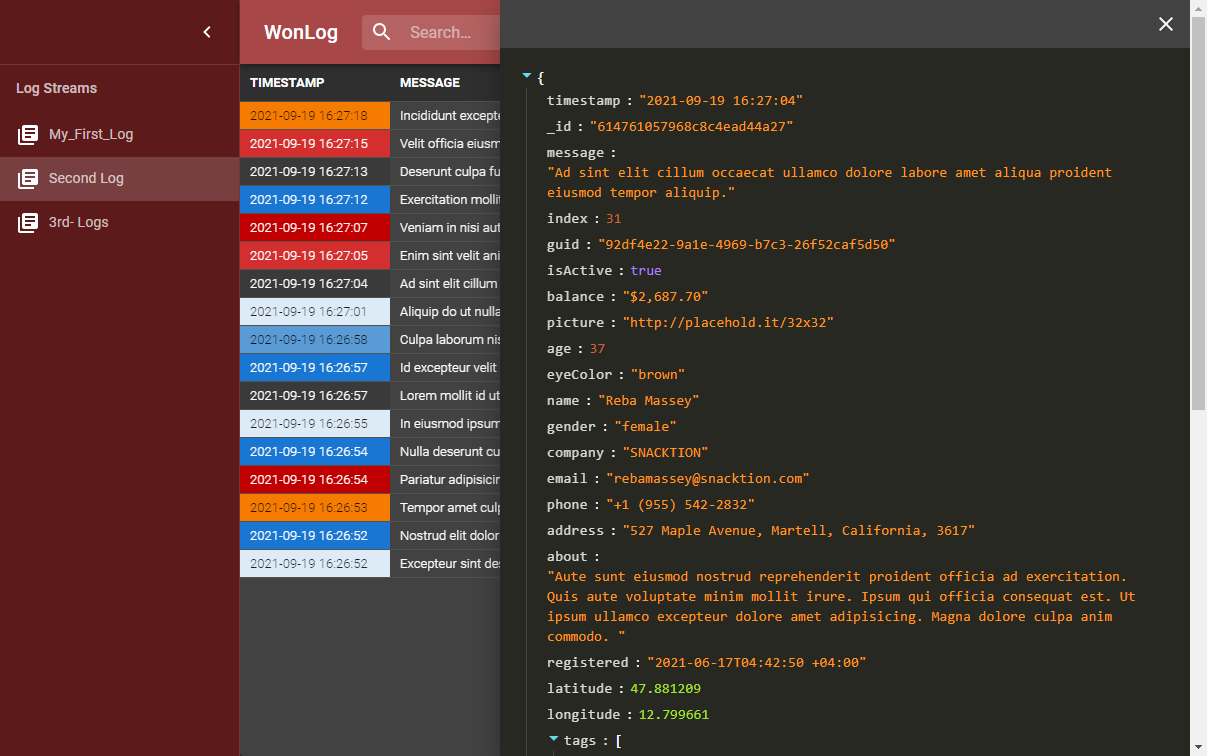 Log Streams
My_First_Log
Second Log
3rd- Logs
WonLog
Search…
TIMESTAMP MESSAGE
2021-09-19 16:27:18 Incididunt excepte
2021-09-19 16:27:15 Velit officia eiusm
2021-09-19 16:27:13 Deserunt culpa fu
2021-09-19 16:27:12 Exercitation molli
2021-09-19 16:27:07 Veniam in nisi aut
2021-09-19 16:27:05 Enim sint velit ani
2021-09-19 16:27:04 Ad sint elit cillum
2021-09-19 16:27:01 Aliquip do ut nulla
2021-09-19 16:26:58 Culpa laborum nis
2021-09-19 16:26:57 Id excepteur velit
2021-09-19 16:26:57 Lorem mollit id ut
2021-09-19 16:26:55 In eiusmod ipsum
2021-09-19 16:26:54 Nulla deserunt cu
2021-09-19 16:26:54 Pariatur adipisicin
2021-09-19 16:26:53 Tempor amet culp
2021-09-19 16:26:52 Nostrud elit dolor
2021-09-19 16:26:52 Excepteur sint des
{
timestamp : "2021-09-19 16:27:04"
_id : "614761057968c8c4ead44a27"
message :
"Ad sint elit cillum occaecat ullamco dolore labore amet aliqua proident
eiusmod tempor aliquip."
index : 31
guid : "92df4e22-9a1e-4969-b7c3-26f52caf5d50"
isActive : true
balance : "$2,687.70"
picture : "http://placehold.it/32x32"
age : 37
eyeColor : "brown"
name : "Reba Massey"
gender : "female"
company : "SNACKTION"
email : "rebamassey@snacktion.com"
phone : "+1 (955) 542-2832"
address : "527 Maple Avenue, Martell, California, 3617"
about :
"Aute sunt eiusmod nostrud reprehenderit proident officia ad exercitation.
Quis aute voluptate minim mollit irure. Ipsum qui officia consequat est. Ut
ipsum ullamco excepteur dolore amet adipisicing. Magna dolore culpa anim
commodo. "
registered : "2021-06-17T04:42:50 +04:00"
latitude : 47.881209
longitude : 12.799661
tags : [